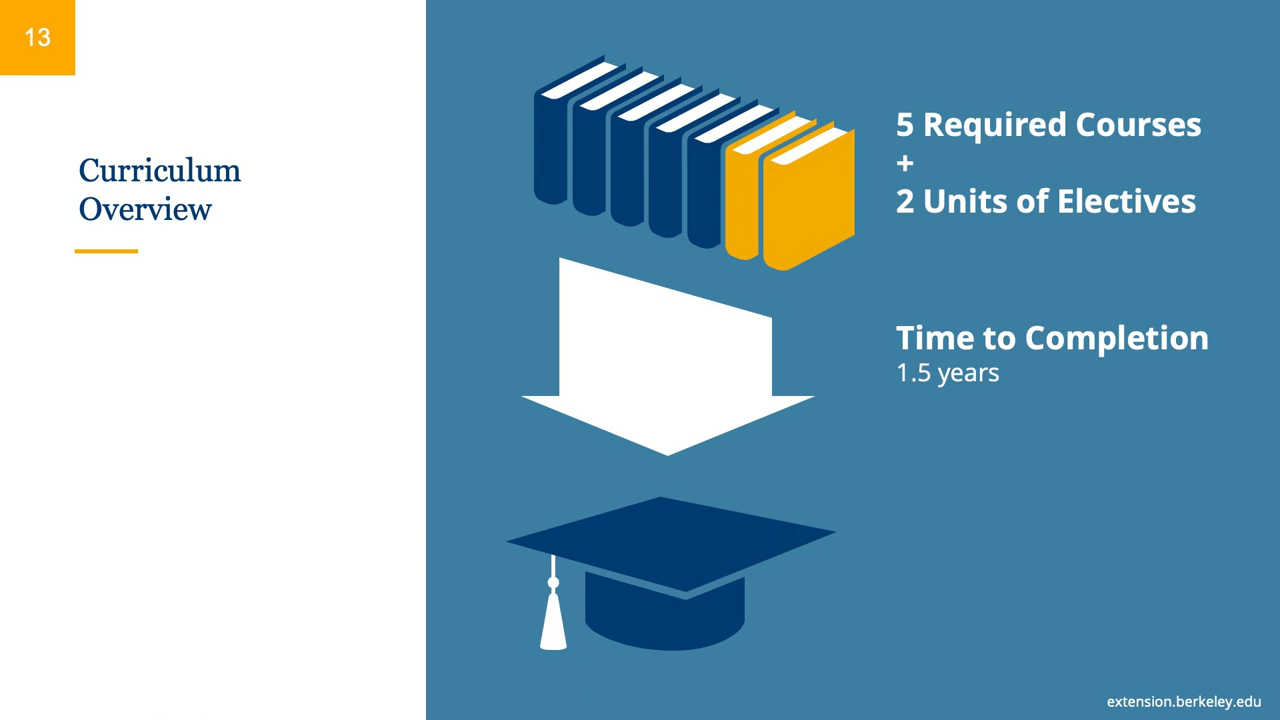 13
Curriculum
Overview
5 Required Courses
+
2 Units of Electives
Time to Completion
1.5 years
extension.berkeley.edu